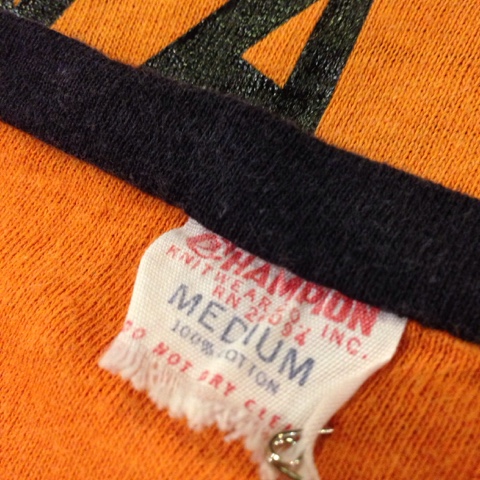 A
CHAMPION
KNITWEAR CO., INC.
RN 26094
MEDIUM
100% COTTON
DO NOT DRY CLEAN